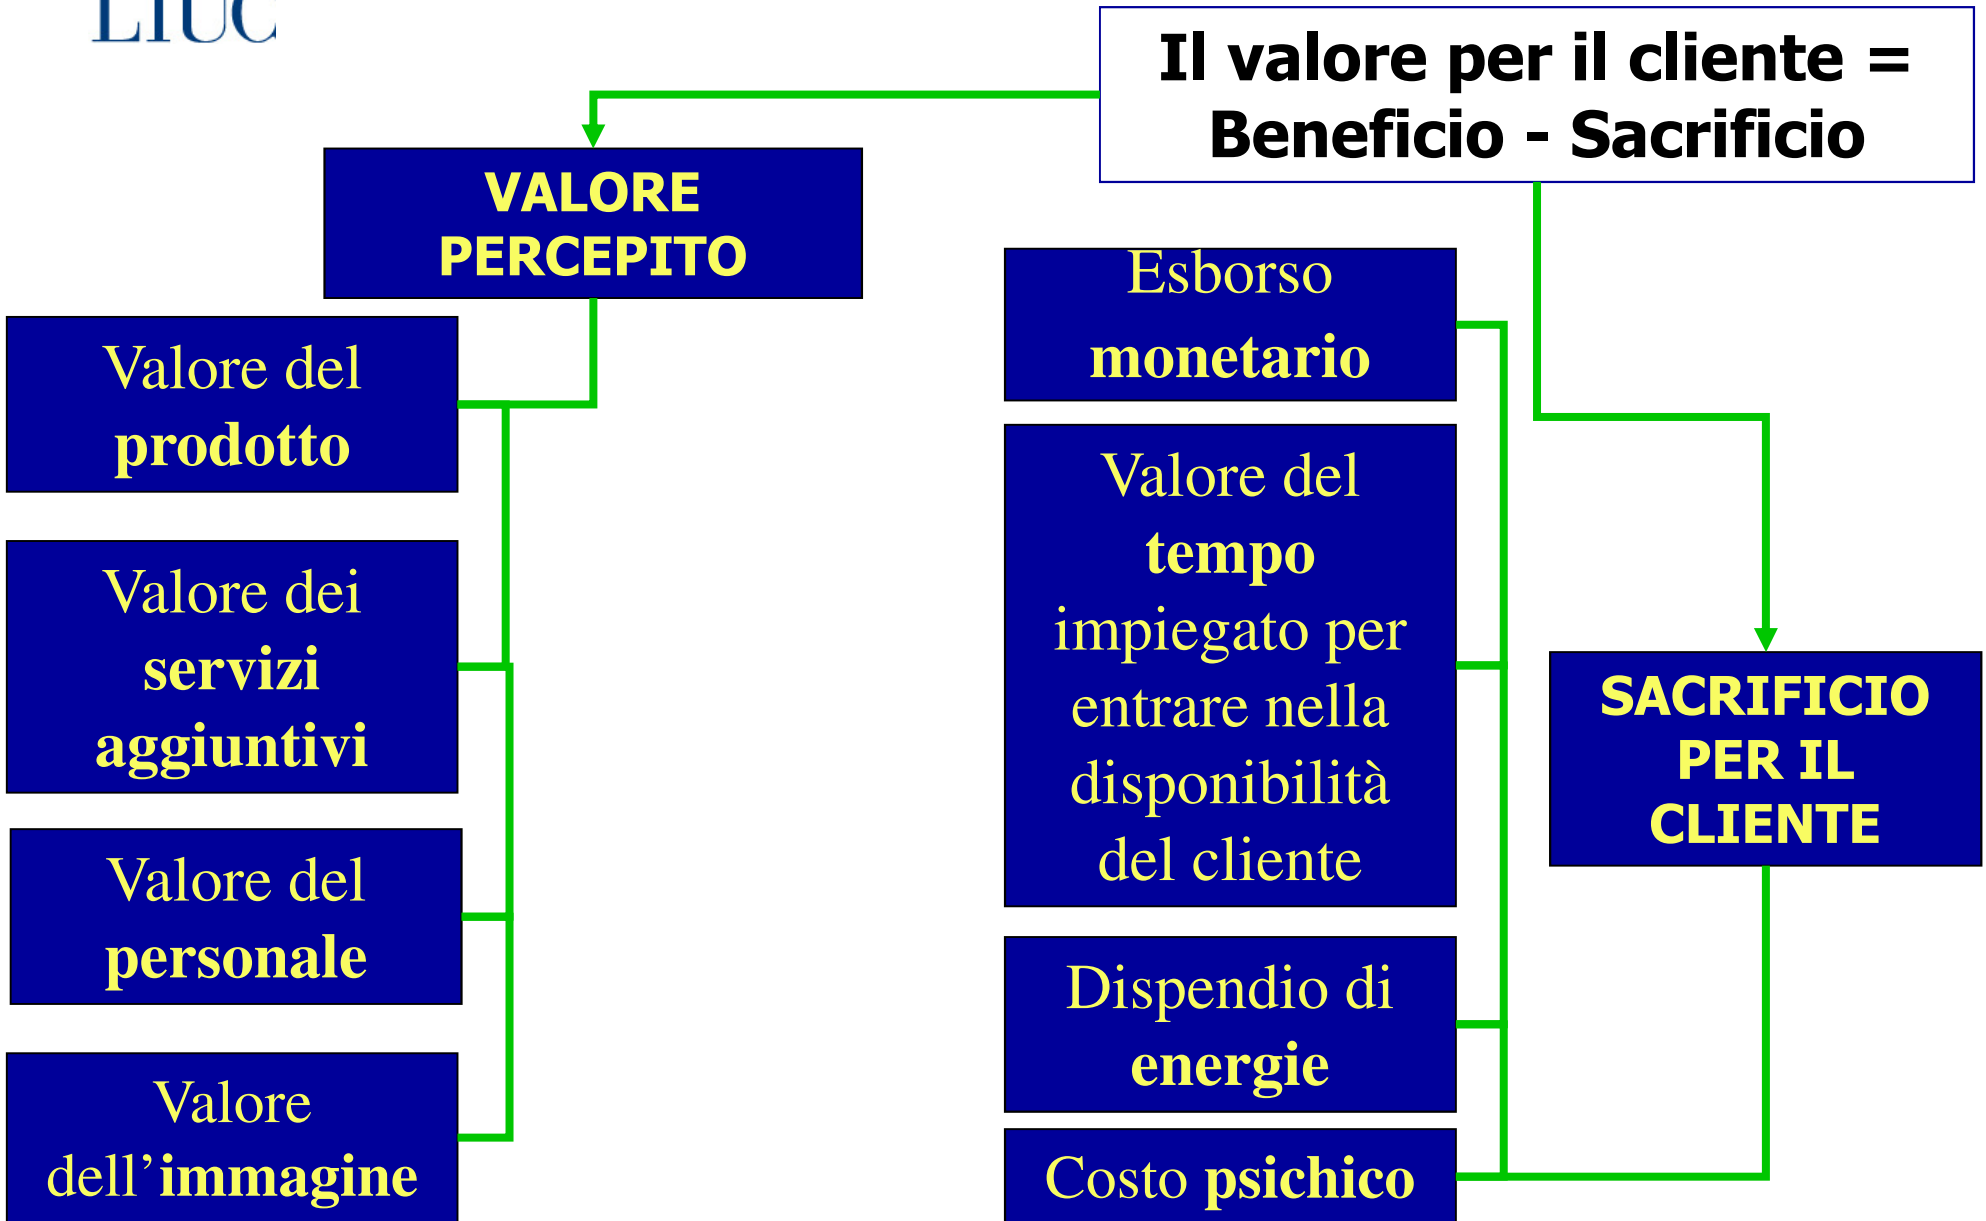 LIUC
Il valore per il cliente =
Beneficio - Sacrificio
VALORE
PERCEPITO
Valore del
prodotto
Valore dei
servizi
aggiuntivi
Valore del
personale
Valore
dell’immagine
Esborso
monetario
Valore del
tempo
impiegato per
entrare nella
disponibilità
del cliente
Dispendio di
energie
Costo psichico
SACRIFICIO
PER IL
CLIENTE